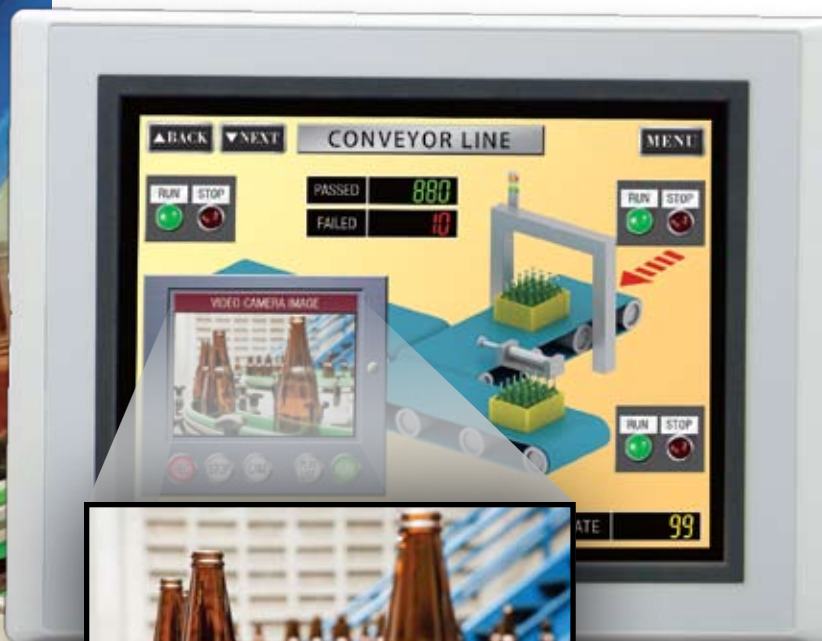 ▲BACK ▼NEXT CONVEYOR LINE MENU
RUN STOP
PASSED 880
FAILED 10
RUN STOP
VIDEO CAMERA IMAGE
RUN STOP
ATE 99